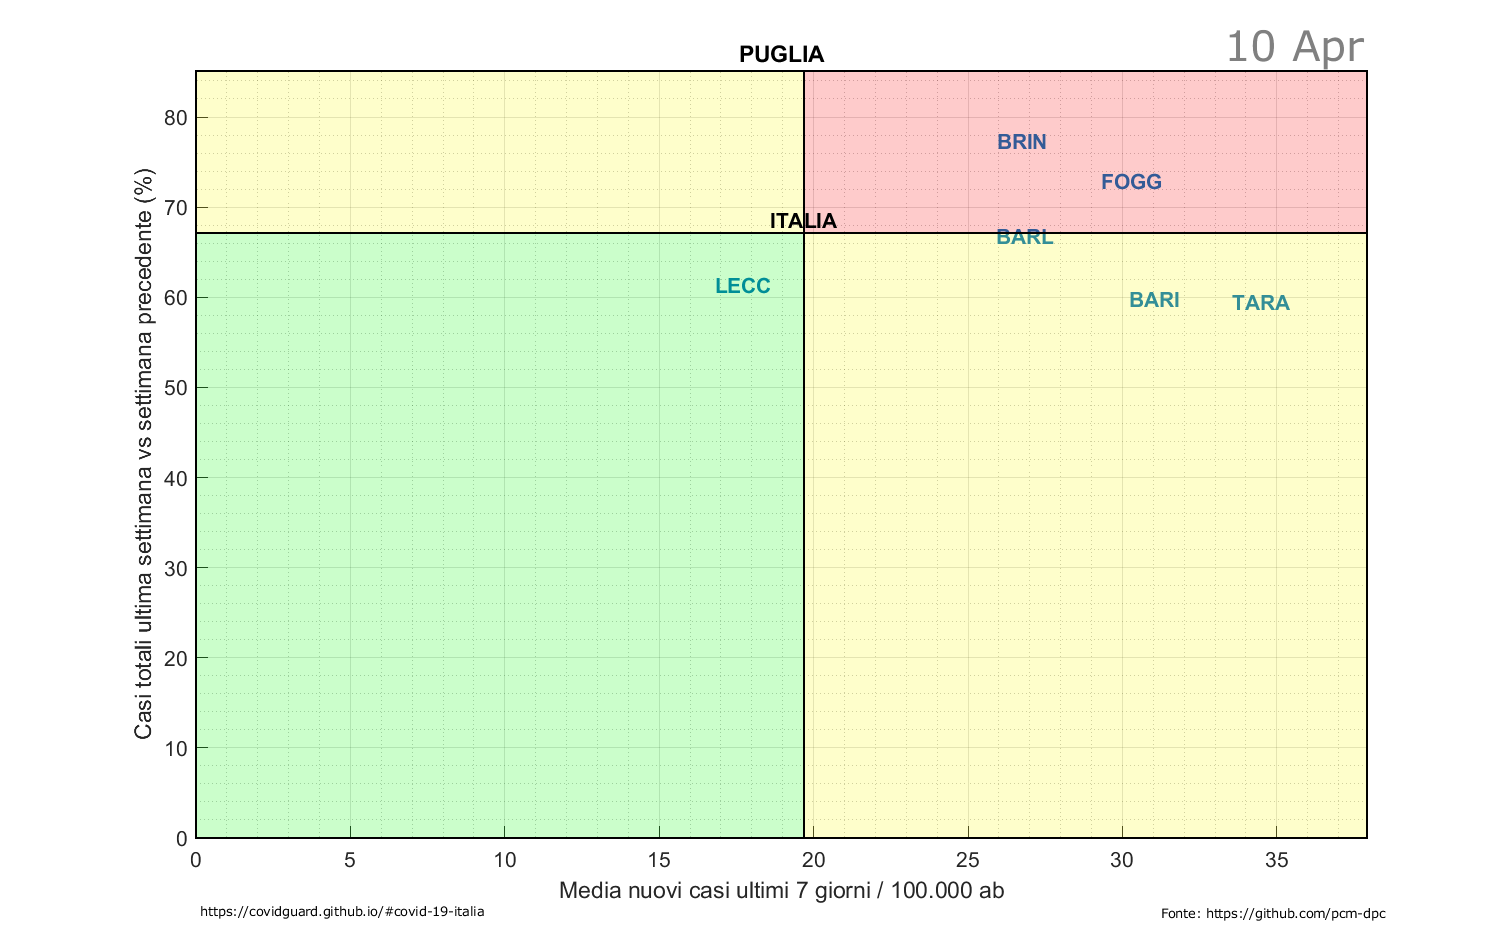 10 Apr
PUGLIA
Casi totali ultima settimana vs settimana precedente (%)
80
70
60
50
40
30
20
10
0
BRIN
FOGG
ITALIA
BARL
LECC
BARI
TARA
0 5 10 15 20 25 30 35
Media nuovi casi ultimi 7 giorni / 100.000 ab
https://covidguard.github.io/#covid-19-italia
Fonte: https://github.com/pcm-dpc